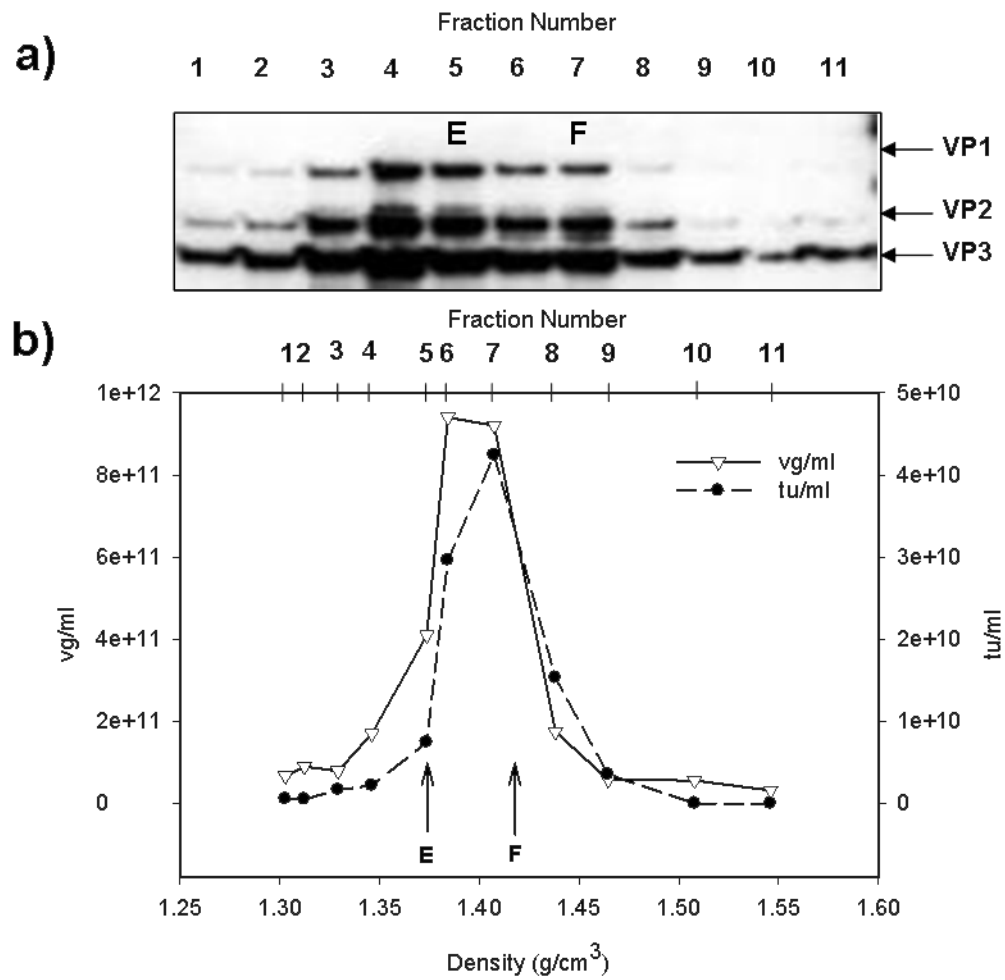 a)
Fraction Number
1 2 3 4 5 6 7 8 9 10 11
E F
VP1
VP2
VP3
b)
Fraction Number
1 2 3 4 5 6 7 8 9 10 11
1e+12 5e+10
8e+11 4e+10
6e+11 3e+10
4e+11 2e+10
2e+11 1e+10
0 0
vg/ml
tu/ml
vg/ml
tu/ml
E F
1.25 1.30 1.35 1.40 1.45 1.50 1.55 1.60
Density (g/cm³)